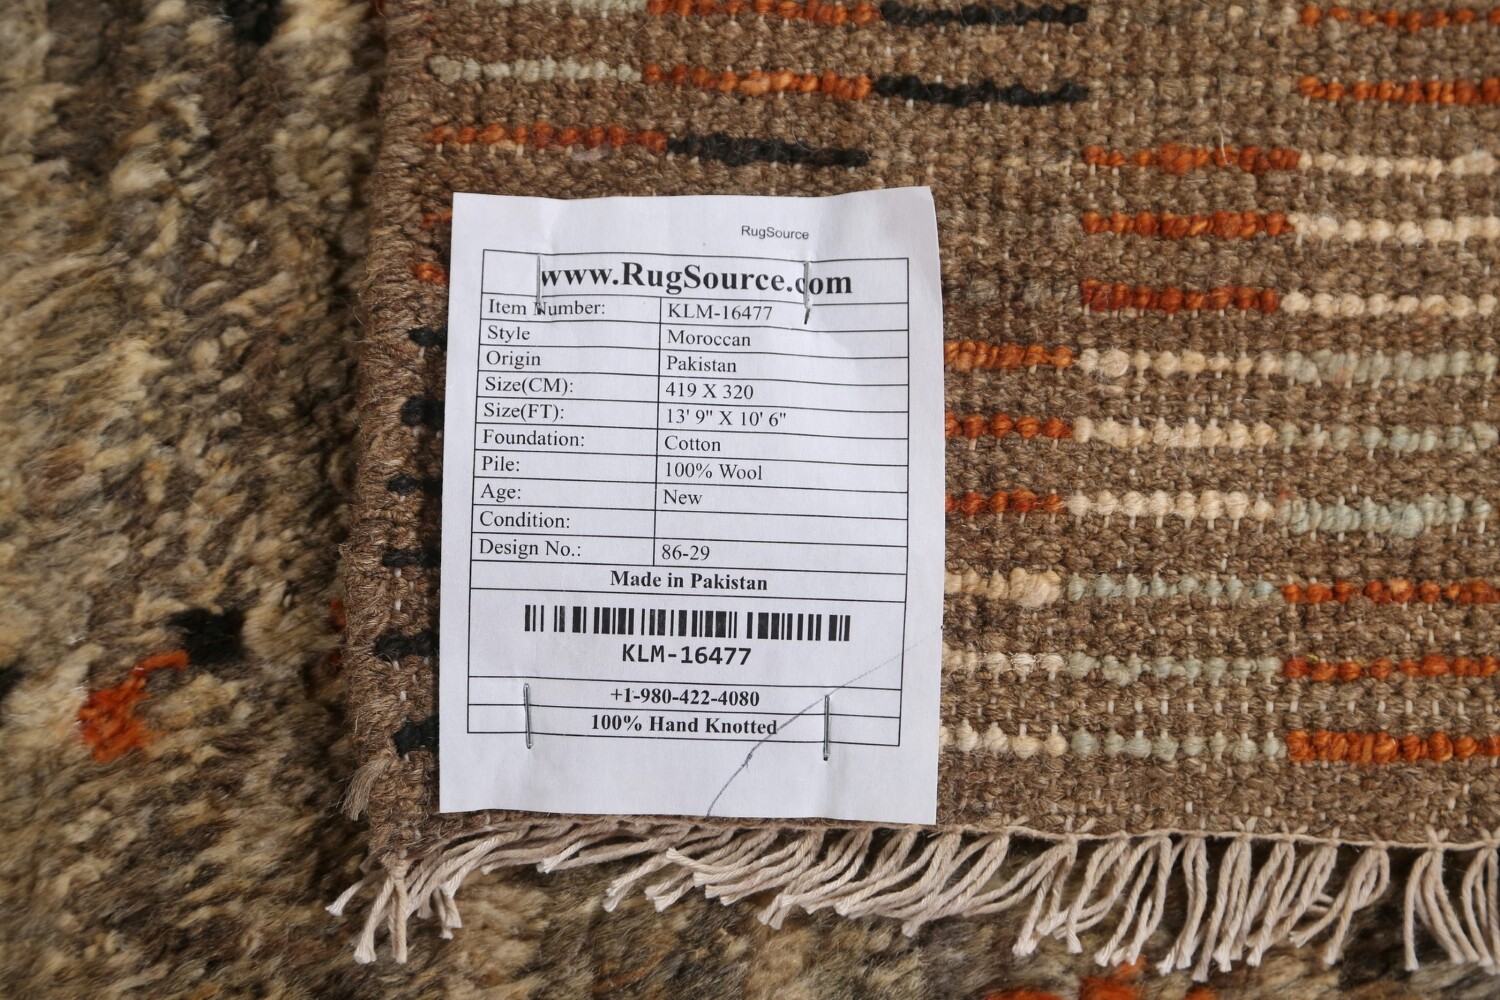 RugSource
www.RugSource.com
Item Number: KLM-16477
Style Moroccan
Origin Pakistan
Size(CM): 419 X 320
Size(FT): 13' 9" X 10' 6"
Foundation: Cotton
Pile: 100% Wool
Age: New
Condition:
Design No.: 86-29
Made in Pakistan
KLM-16477
+1-980-422-4080
100% Hand Knotted